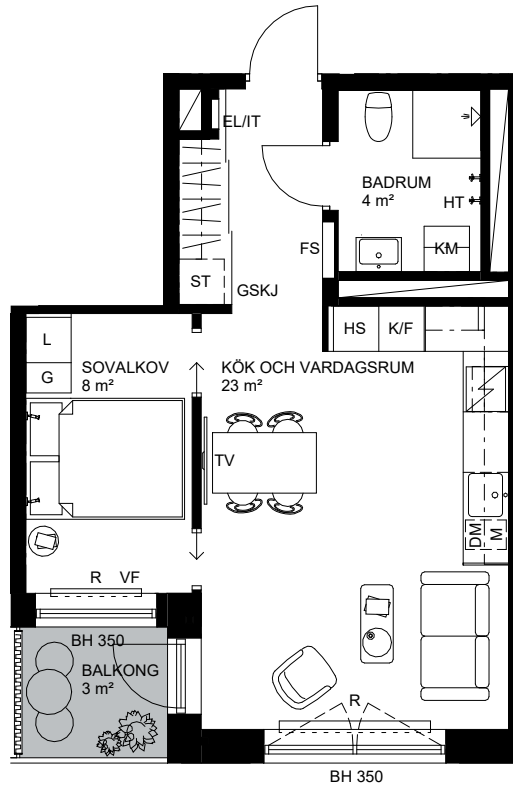 EL/IT
BADRUM
4 m²
HT
FS
KM
ST
GSKJ
HS
K/F
L
G
SOVALKOV
8 m²
KÖK OCH VARDAGSRUM
23 m²
TV
DM
M
R
VF
BH 350
BALKONG
3 m²
R
BH 350